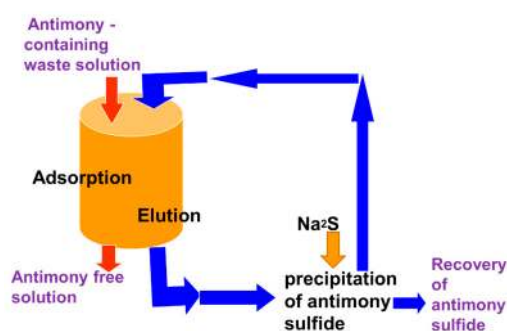 Antimony -
containing
waste solution
Adsorption
Elution
Antimony free
solution
Na2S
precipitation
of antimony
sulfide
Recovery
of
antimony
sulfide